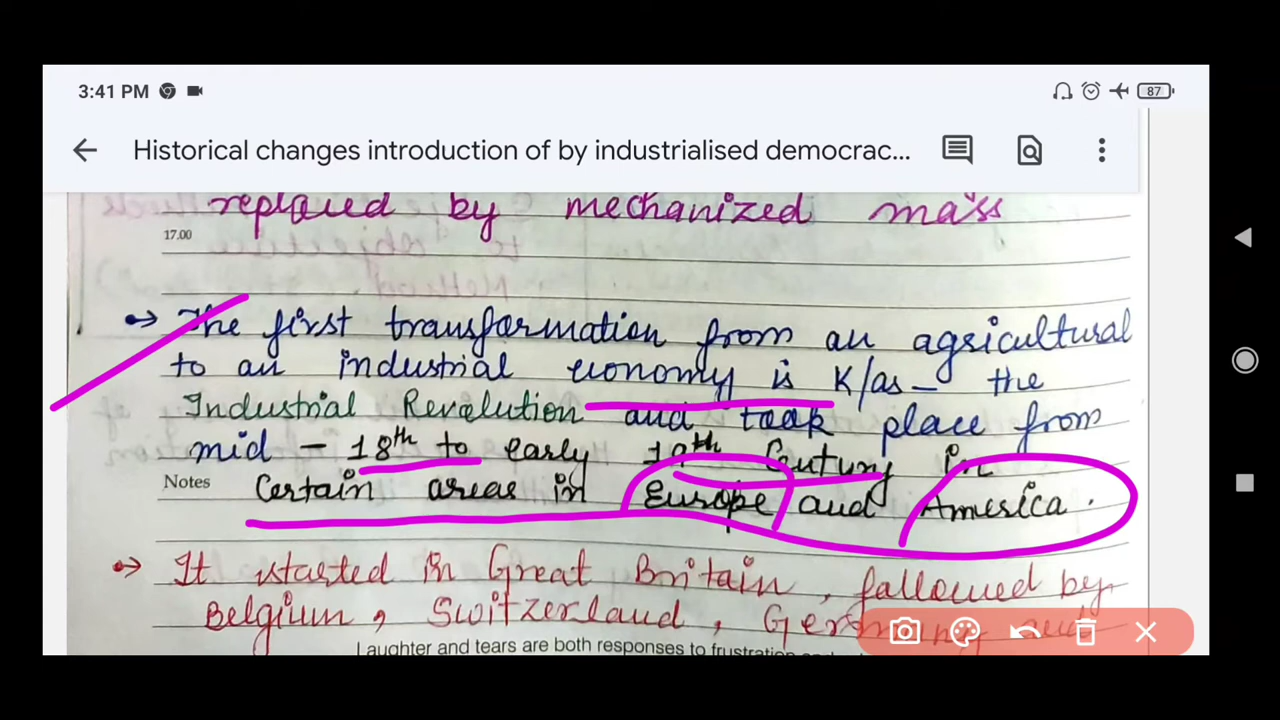 3:41 PM 87
Historical changes introduction of by industrialised democrac...
replaced by mechanized mass
17.00
The first transformation from an agricultural
to an industrial economy is K/as- the
Industrial Revolution and took place from
mid - 18th to early 19th Century in
Notes Certain areas in Europe and America.
It started in Great Britain, followed by
Belgium, Switzerland, Germany and
Laughter and tears are both responses to frustration